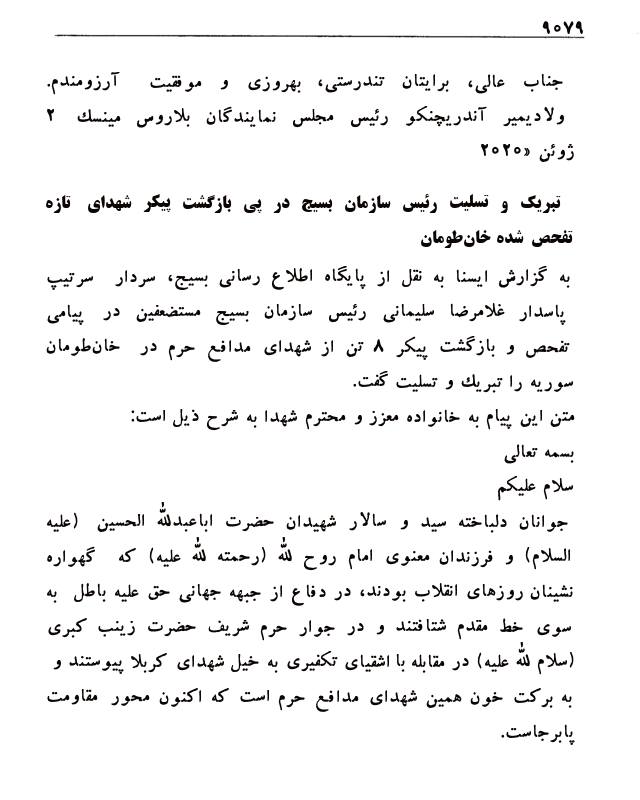 ۹۰۷۹
جناب عالی، برایتان تندرستی، بهروزی و موفقیت آرزومندم.
ولادیمیر آندریچنکو رئیس مجلس نمایندگان بلاروس مینسك ۲
ژوئن «۲۰۲۰
تبریک و تسلیت رئیس سازمان بسیج در پی بازگشت پیکر شهدای تازه
تفحص شده خان‌طومان
به گزارش ایسنا به نقل از پایگاه اطلاع رسانی بسیج، سردار سرتیپ
پاسدار غلامرضا سلیمانی رئیس سازمان بسیج مستضعفین در پیامی
تفحص و بازگشت پیکر ۸ تن از شهدای مدافع حرم در خان‌طومان
سوریه را تبریك و تسلیت گفت.
متن این پیام به خانواده معزز و محترم شهدا به شرح ذیل است:
بسمه تعالی
سلام علیکم
جوانان دلباخته سید و سالار شهیدان حضرت اباعبدالله الحسین (علیه
السلام) و فرزندان معنوی امام روح لله (رحمته لله علیه) که گهواره
نشینان روزهای انقلاب بودند، در دفاع از جبهه جهانی حق علیه باطل به
سوی خط مقدم شتافتند و در جوار حرم شریف حضرت زینب کبری
(سلام لله علیه) در مقابله با اشقیای تکفیری به خیل شهدای کربلا پیوستند و
به برکت خون همین شهدای مدافع حرم است که اکنون محور مقاومت
پابرجاست.